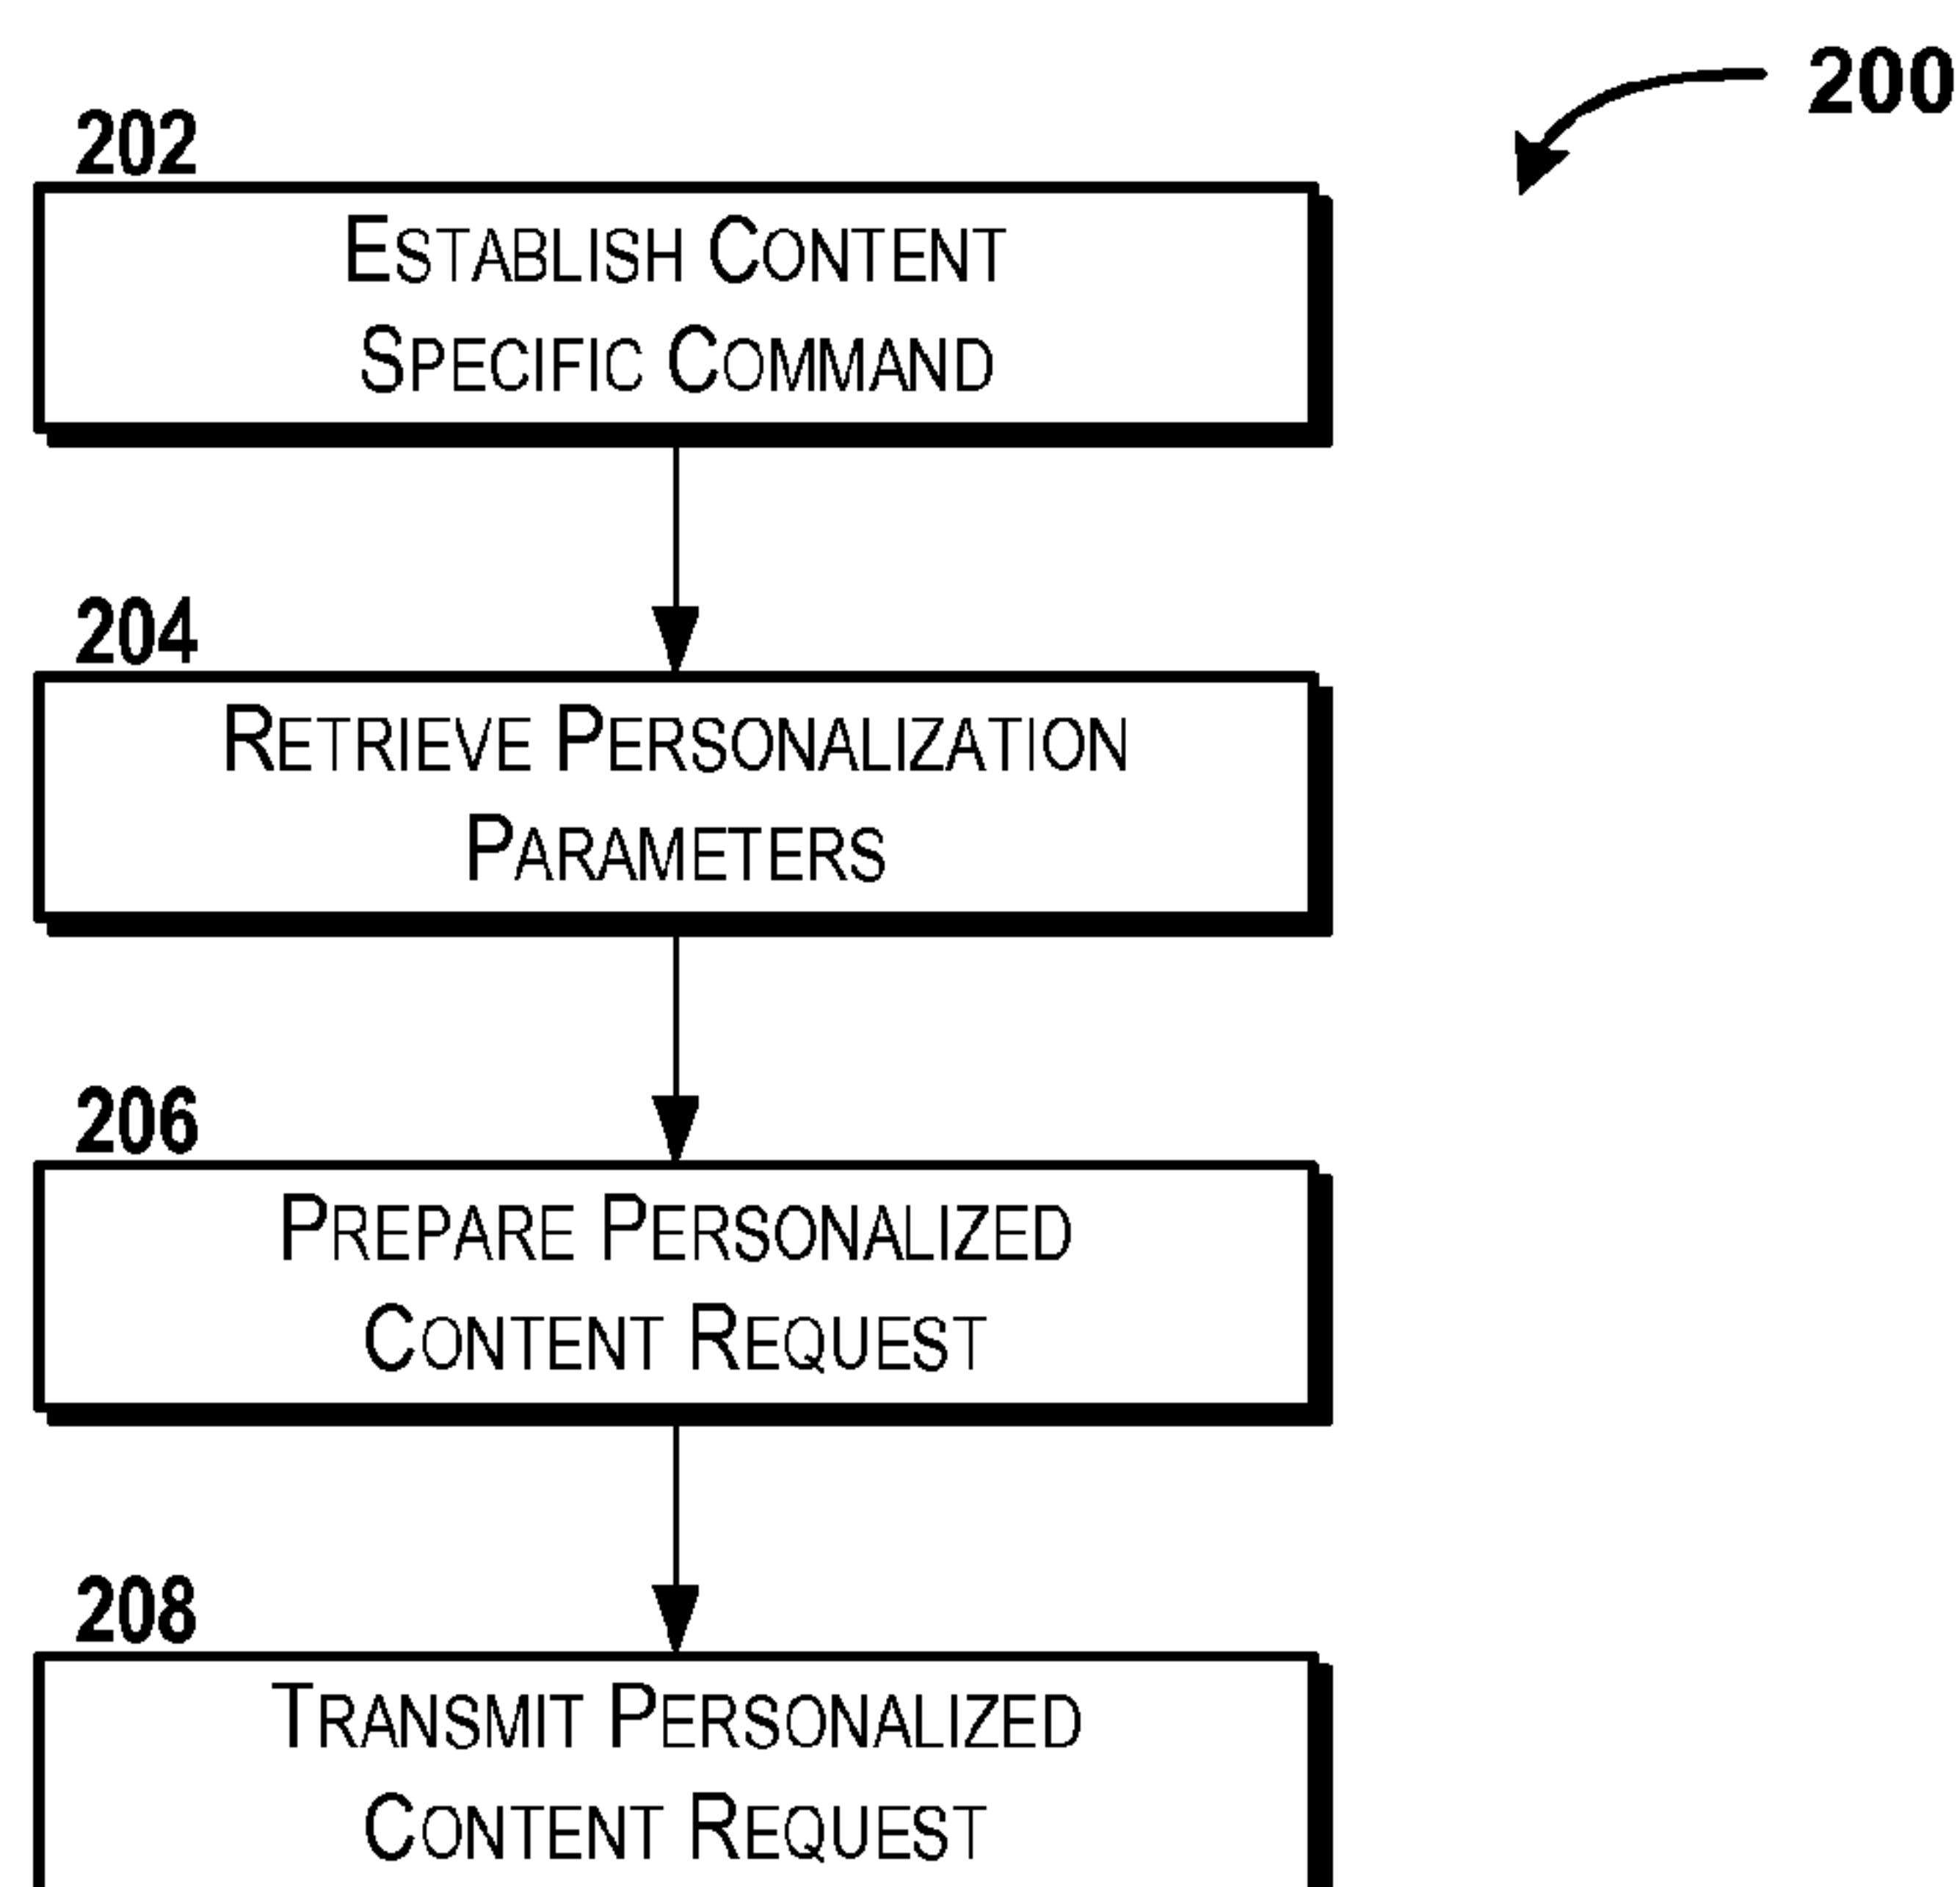 200
202
ESTABLISH CONTENT
SPECIFIC COMMAND
204
RETRIEVE PERSONALIZATION
PARAMETERS
206
PREPARE PERSONALIZED
CONTENT REQUEST
208
TRANSMIT PERSONALIZED
CONTENT REQUEST